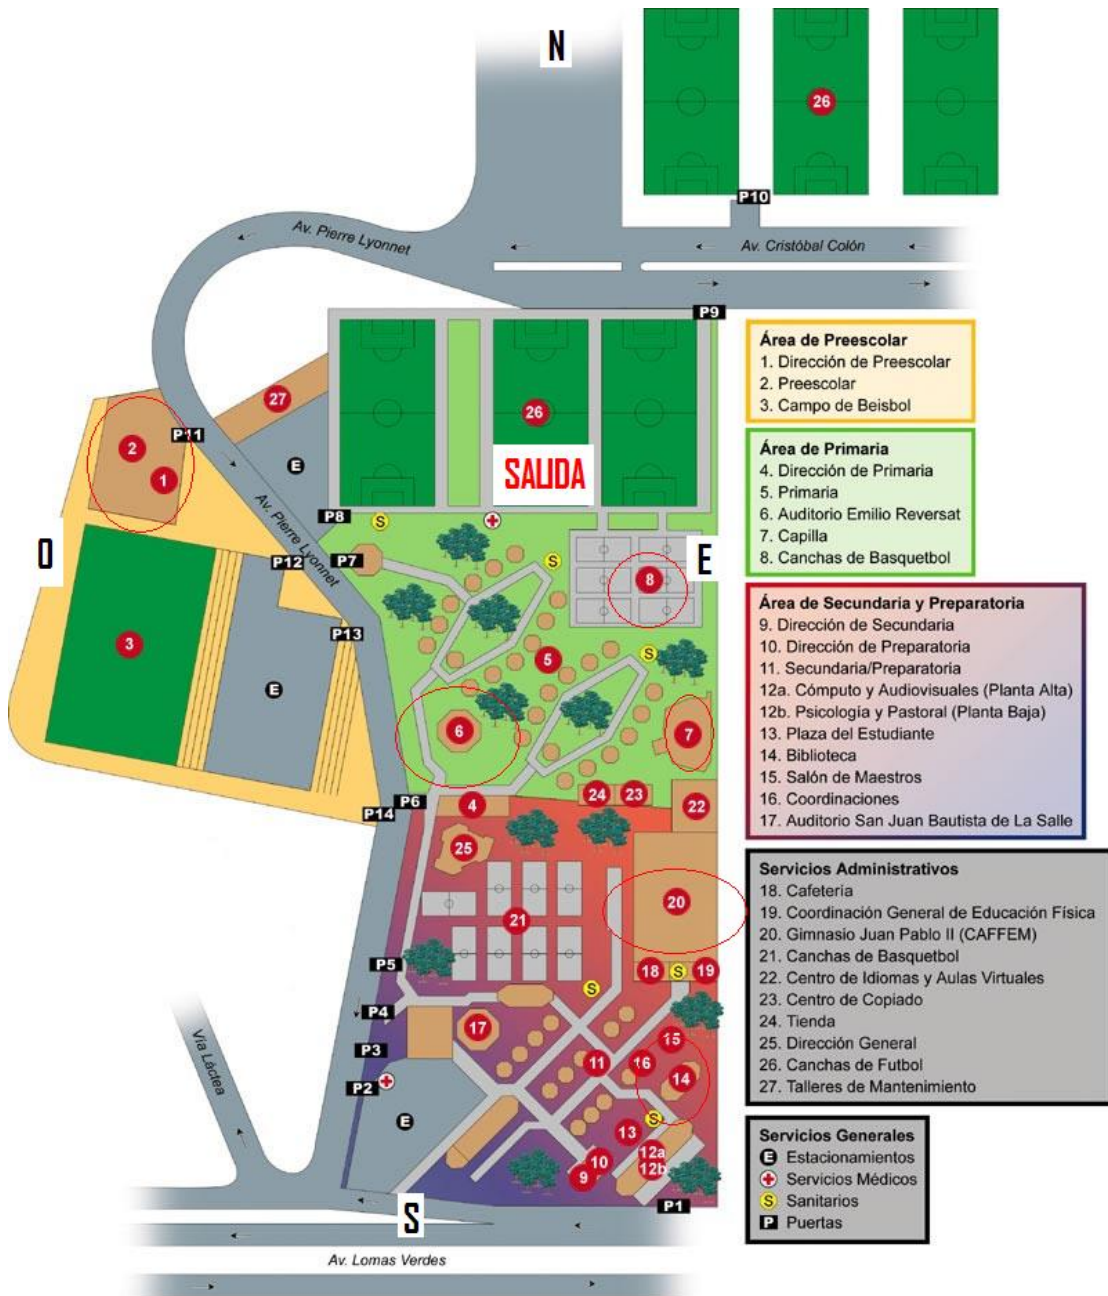 N
26
P10
Av. Pierre Lyonnet
Av. Cristóbal Colón
P9
27
26
SALIDA
P11
2
1
E
P8
S
S
O
P12
P7
E
8
Av. Pierre Lyonnet
3
P13
E
5
S
6
7
P6
P14
4
24
23
22
25
20
21
P5
18
S
19
S
P4
17
15
P3
11
16
14
P2
E
S
13
12a
10
12b
9
P1
Vía Láctea
S
Av. Lomas Verdes
Área de Preescolar
1. Dirección de Preescolar
2. Preescolar
3. Campo de Beisbol
Área de Primaria
4. Dirección de Primaria
5. Primaria
6. Auditorio Emilio Reversat
7. Capilla
8. Canchas de Basquetbol
Área de Secundaria y Preparatoria
9. Dirección de Secundaria
10. Dirección de Preparatoria
11. Secundaria/Preparatoria
12a. Cómputo y Audiovisuales (Planta Alta)
12b. Psicología y Pastoral (Planta Baja)
13. Plaza del Estudiante
14. Biblioteca
15. Salón de Maestros
16. Coordinaciones
17. Auditorio San Juan Bautista de La Salle
Servicios Administrativos
18. Cafetería
19. Coordinación General de Educación Física
20. Gimnasio Juan Pablo II (CAFFEM)
21. Canchas de Basquetbol
22. Centro de Idiomas y Aulas Virtuales
23. Centro de Copiado
24. Tienda
25. Dirección General
26. Canchas de Futbol
27. Talleres de Mantenimiento
Servicios Generales
E Estacionamientos
Servicios Médicos
S Sanitarios
P Puertas